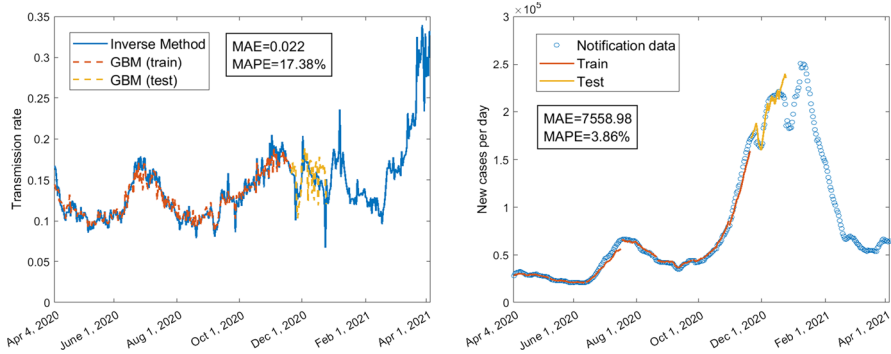 0.35
0.3
0.25
0.2
0.15
0.1
0.05
0
Transmission rate
Inverse Method
GBM (train)
GBM (test)
MAE=0.022
MAPE=17.38%
Apr 4, 2020
June 1, 2020
Aug 1, 2020
Oct 1, 2020
Dec 1, 2020
Feb 1, 2021
Apr 1, 2021
3 × 10⁵
2.5
2
1.5
1
0.5
0
New cases per day
Notification data
Train
Test
MAE=7558.98
MAPE=3.86%
Apr 4, 2020
June 1, 2020
Aug 1, 2020
Oct 1, 2020
Dec 1, 2020
Feb 1, 2021
Apr 1, 2021